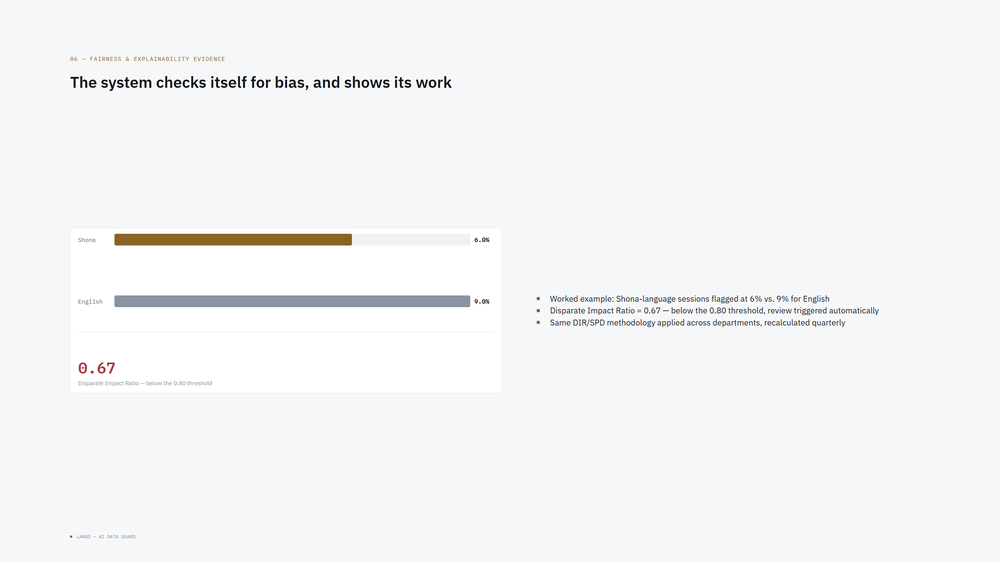 06 — FAIRNESS & EXPLAINABILITY EVIDENCE
The system checks itself for bias, and shows its work
Shona 6.0%
English 9.0%
0.67
Disparate Impact Ratio — below the 0.80 threshold
Worked example: Shona-language sessions flagged at 6% vs. 9% for English
Disparate Impact Ratio = 0.67 — below the 0.80 threshold, review triggered automatically
Same DIR/SPD methodology applied across departments, recalculated quarterly
LANGO — AI DATA GUARD